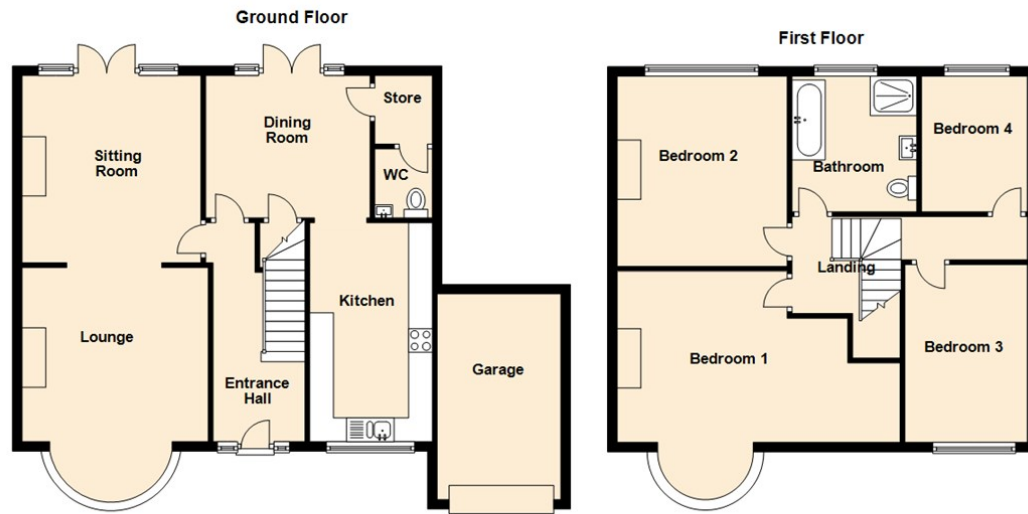 Ground Floor
First Floor
Store
Dining
Room
Sitting
Room
WC
Kitchen
Lounge
Entrance
Hall
Garage
Bedroom 4
Bedroom 2
Bathroom
Landing
Bedroom 1
Bedroom 3